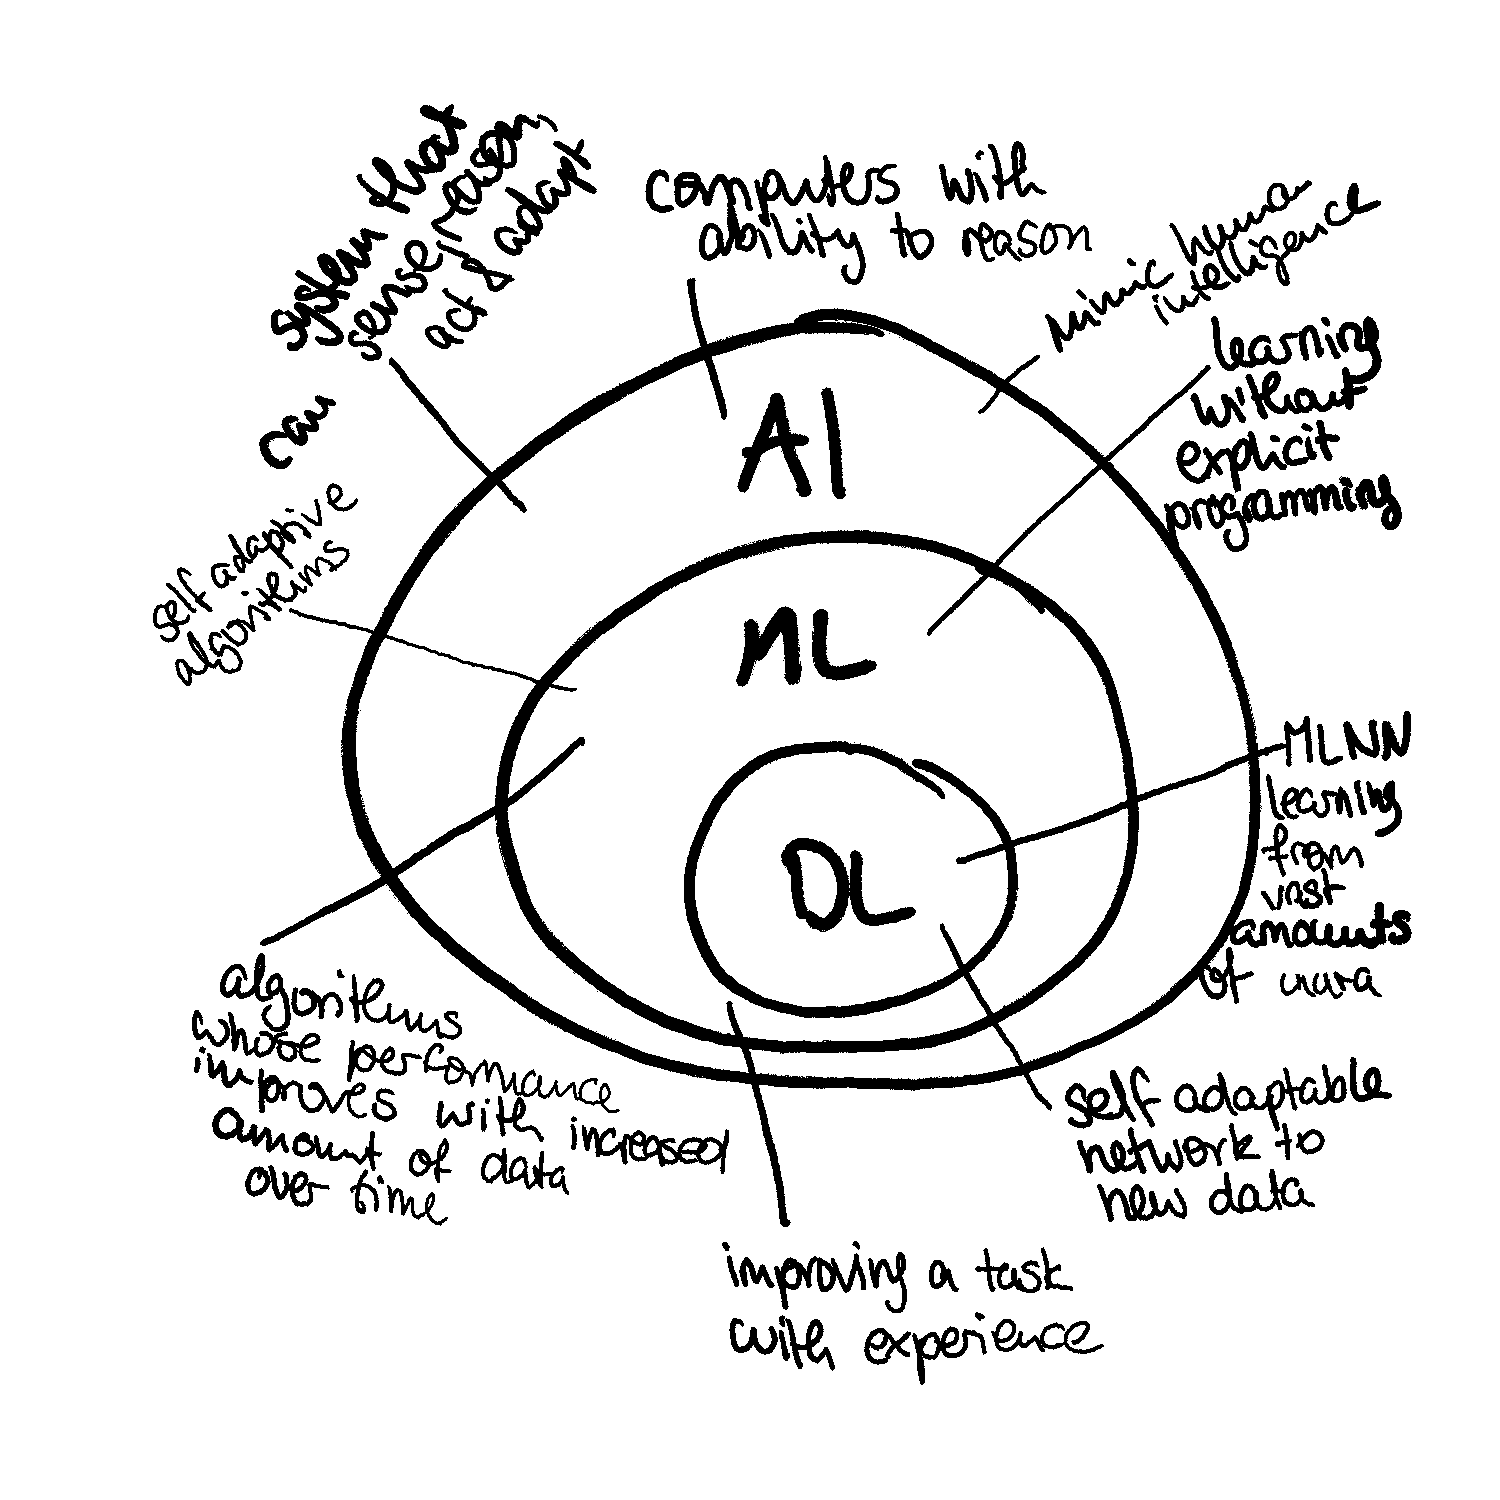 system that
can sense, reason,
act & adapt
computers with
ability to reason
mimic human
intelligence
learning
without
explicit
programming
AI
self adaptive
algorithms
ML
MLNN
learning
from
vast
amounts
of
DL
algorithms
whose performance
improves with increased
amount of data
over time
self adaptable
network to
new data
improving a task
with experience